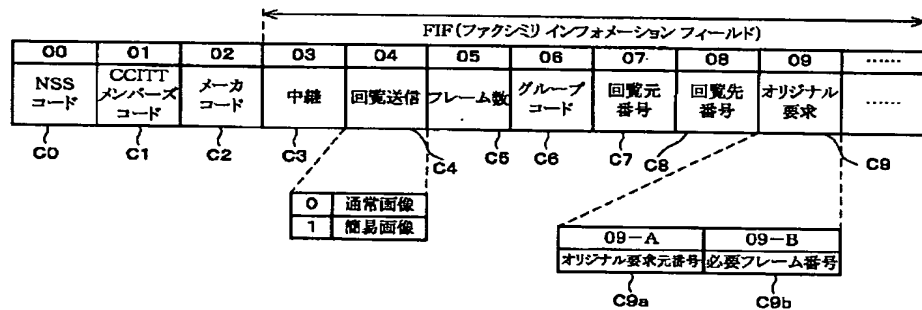 FIF(ファクシミリ インフォメーション フィールド)
00 01 02 03 04 05 06 07 08 09 ……
NSS コード
CCITT メンバーズ コード
メーカ コード
中継
回覧送信
フレーム数
グループ コード
回覧元 番号
回覧先 番号
オリジナル 要求
……
C0 C1 C2 C3 C4 C5 C6 C7 C8 C9
0 通常画像
1 簡易画像
09-A 09-B
オリジナル要求元番号 必要フレーム番号
C9a C9b